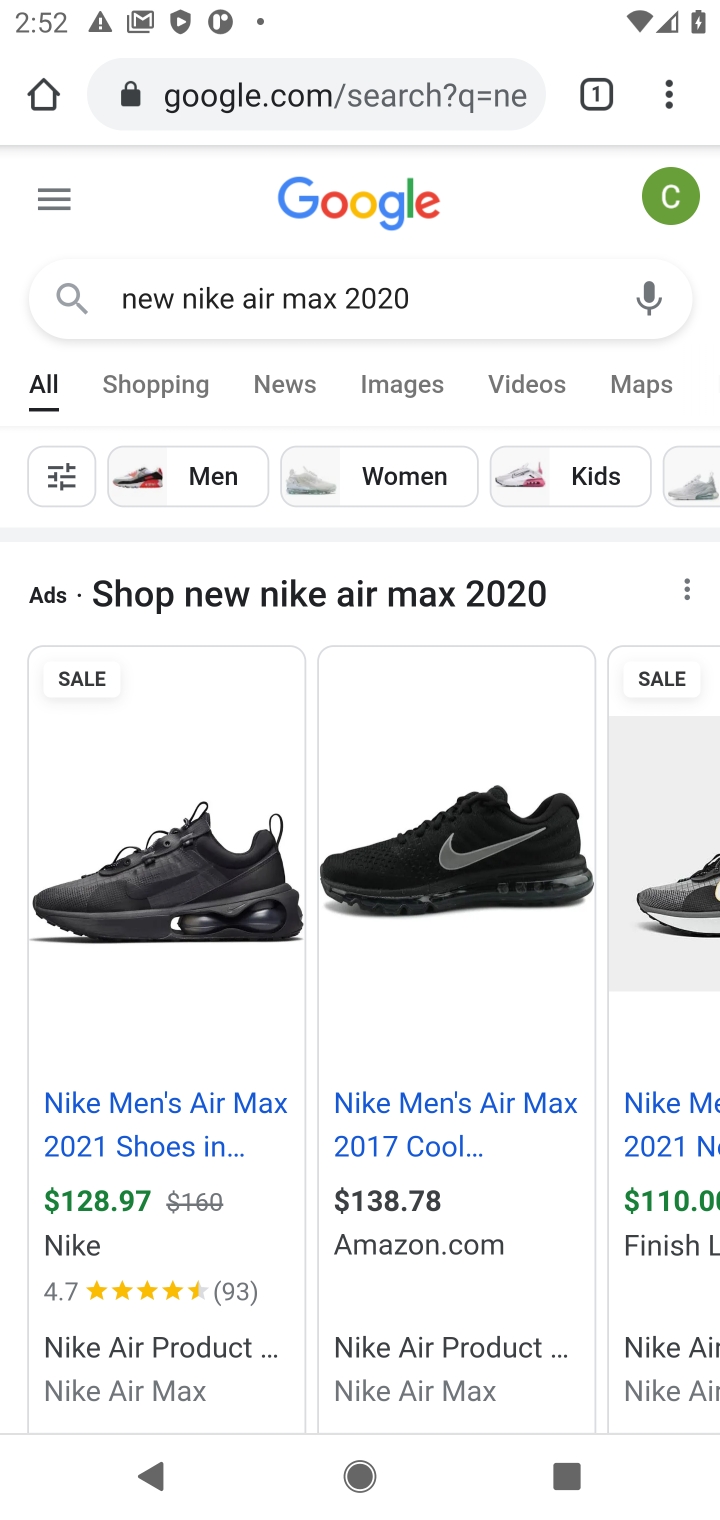 2:52
1
google.com/search?q=ne
Google
C
new nike air max 2020
All Shopping News Images Videos Maps
Men Women Kids
Ads · Shop new nike air max 2020
SALE
SALE
Nike Men's Air Max
2021 Shoes in...
$128.97 $160
Nike
4.7 (93)
Nike Air Product ...
Nike Air Max
Nike Men's Air Max
2017 Cool...
$138.78
Amazon.com
Nike Air Product ...
Nike Air Max
Nike Me
2021 N
$110.00
Finish L
Nike Air
Nike Air